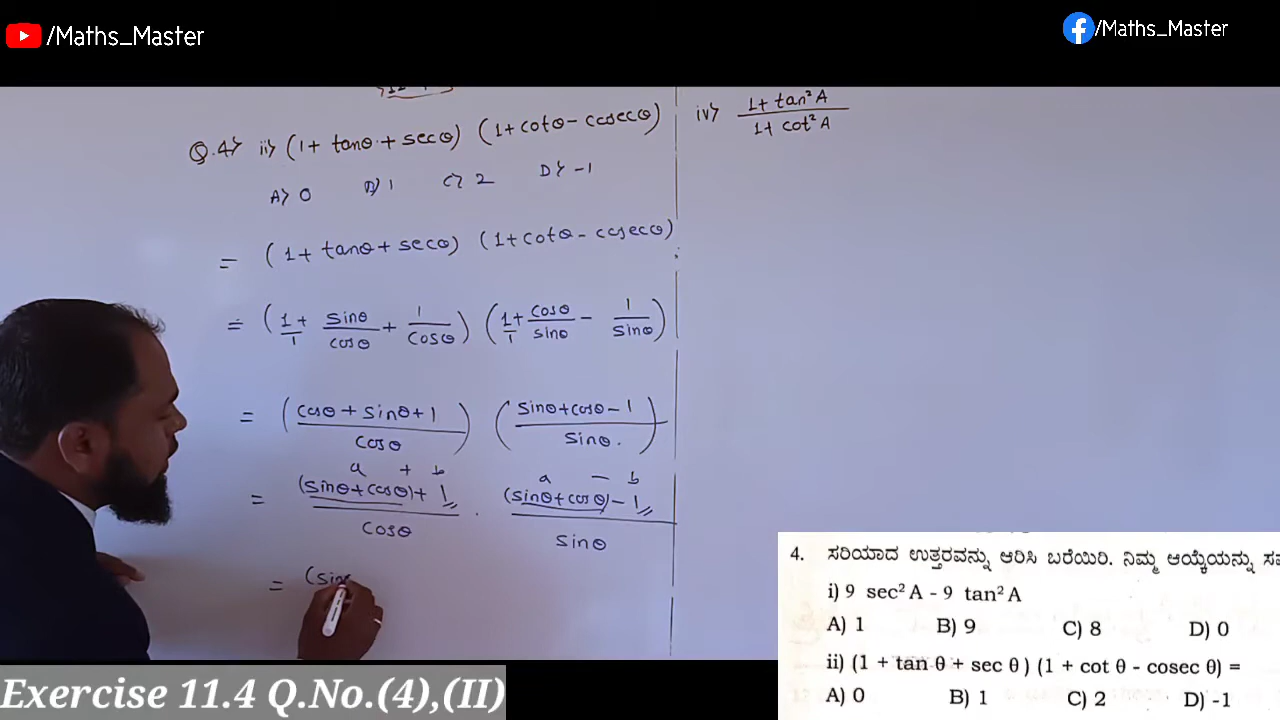 /Maths_Master
/Maths_Master
Q.4> ii> (1 + tanθ + secθ) (1 + cotθ - cosecθ)
A> 0 B) 1 C> 2 D> -1
= (1 + tanθ + secθ) (1 + cotθ - cosecθ)
= (1/1 + sinθ/cosθ + 1/cosθ) (1/1 + cosθ/sinθ - 1/sinθ)
= ((cosθ + sinθ + 1)/cosθ) ((sinθ + cosθ - 1)/sinθ.)
a + b a - b
= ((sinθ + cosθ) + 1)/cosθ . ((sinθ + cosθ) - 1)/sinθ
= (sin
iv> (1 + tan²A)/(1 + cot²A)
4. ಸರಿಯಾದ ಉತ್ತರವನ್ನು ಆರಿಸಿ ಬರೆಯಿರಿ. ನಿಮ್ಮ ಆಯ್ಕೆಯನ್ನು
i) 9 sec² A - 9 tan² A
A) 1 B) 9 C) 8 D) 0
ii) (1 + tan θ + sec θ ) (1 + cot θ - cosec θ) =
A) 0 B) 1 C) 2 D) -1
Exercise 11.4 Q.No.(4),(II)